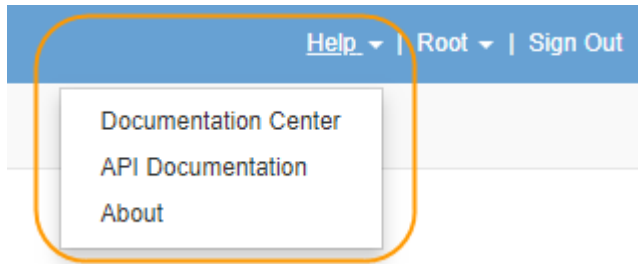 Help | Root | Sign Out
Documentation Center
API Documentation
About